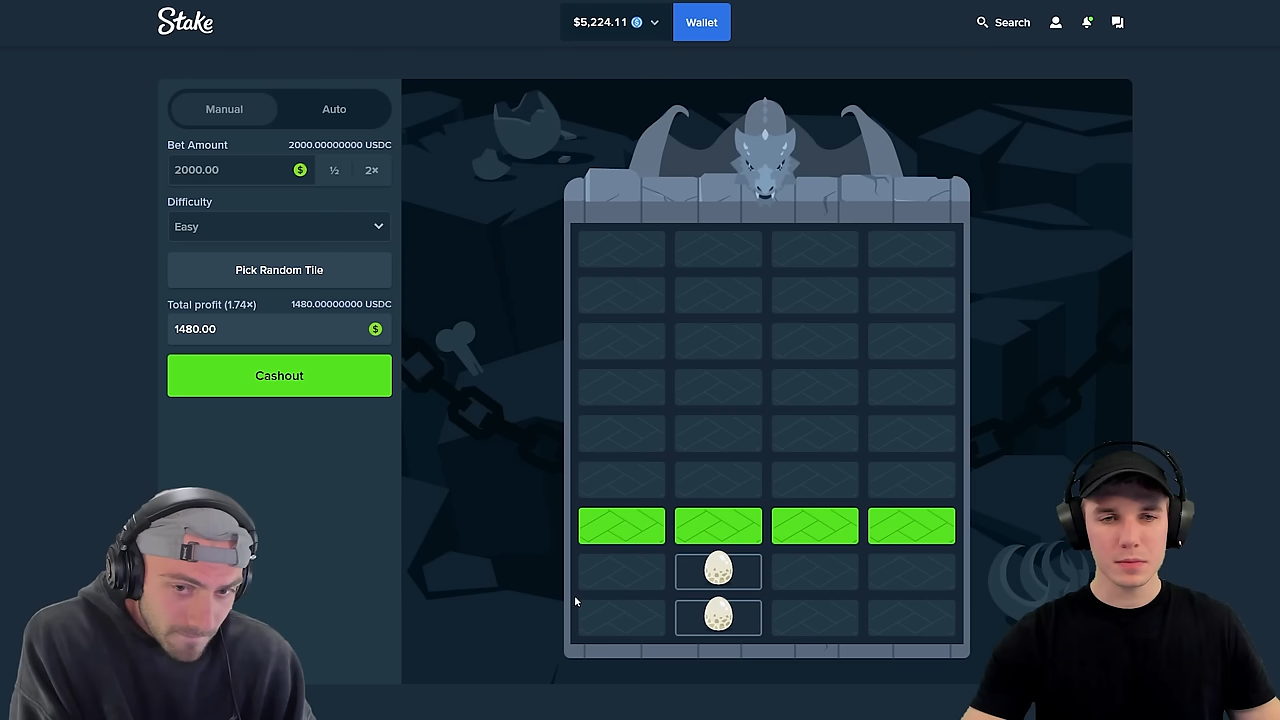 Stake
$5,224.11
Wallet
Search
Manual
Auto
Bet Amount
2000.00000000 USDC
2000.00
½
2×
Difficulty
Easy
Pick Random Tile
Total profit (1.74×)
1480.00000000 USDC
1480.00
Cashout